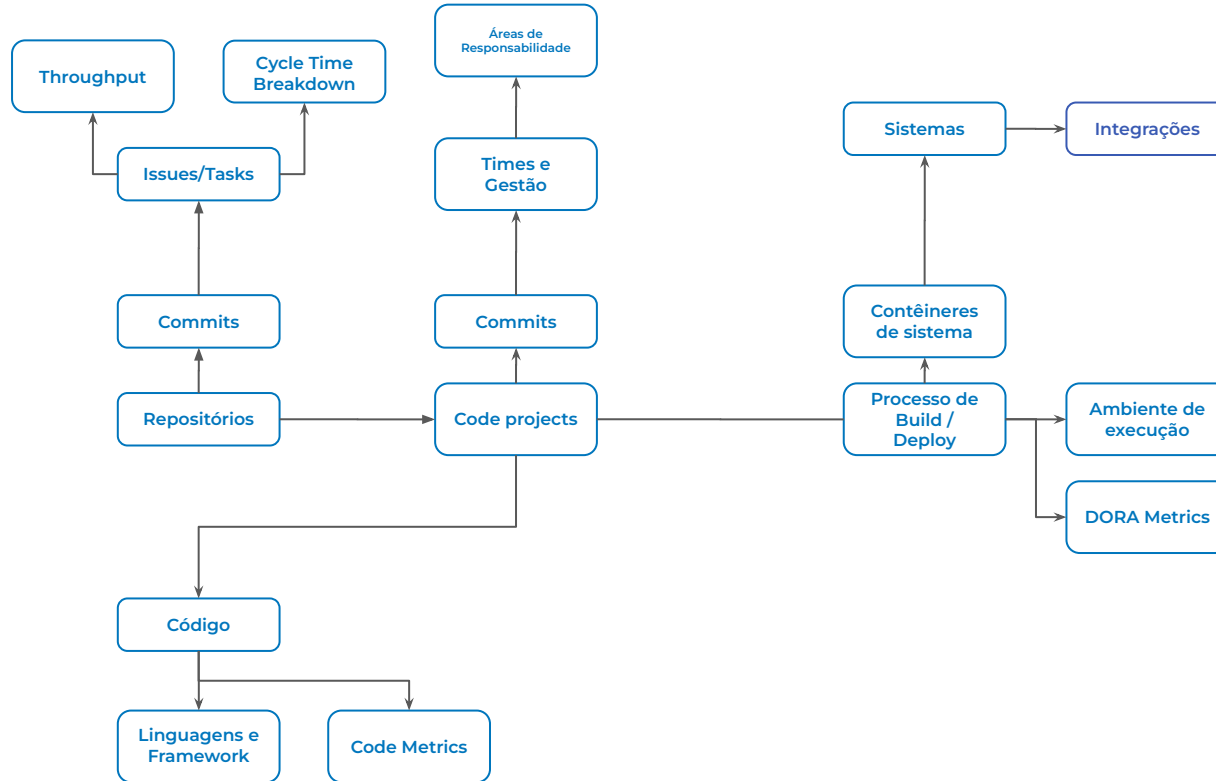 Áreas de
Responsabilidade
Throughput
Cycle Time
Breakdown
Sistemas
Integrações
Issues/Tasks
Times e
Gestão
Commits
Commits
Contêineres
de sistema
Repositórios
Code projects
Processo de
Build /
Deploy
Ambiente de
execução
DORA Metrics
Código
Linguagens e
Framework
Code Metrics